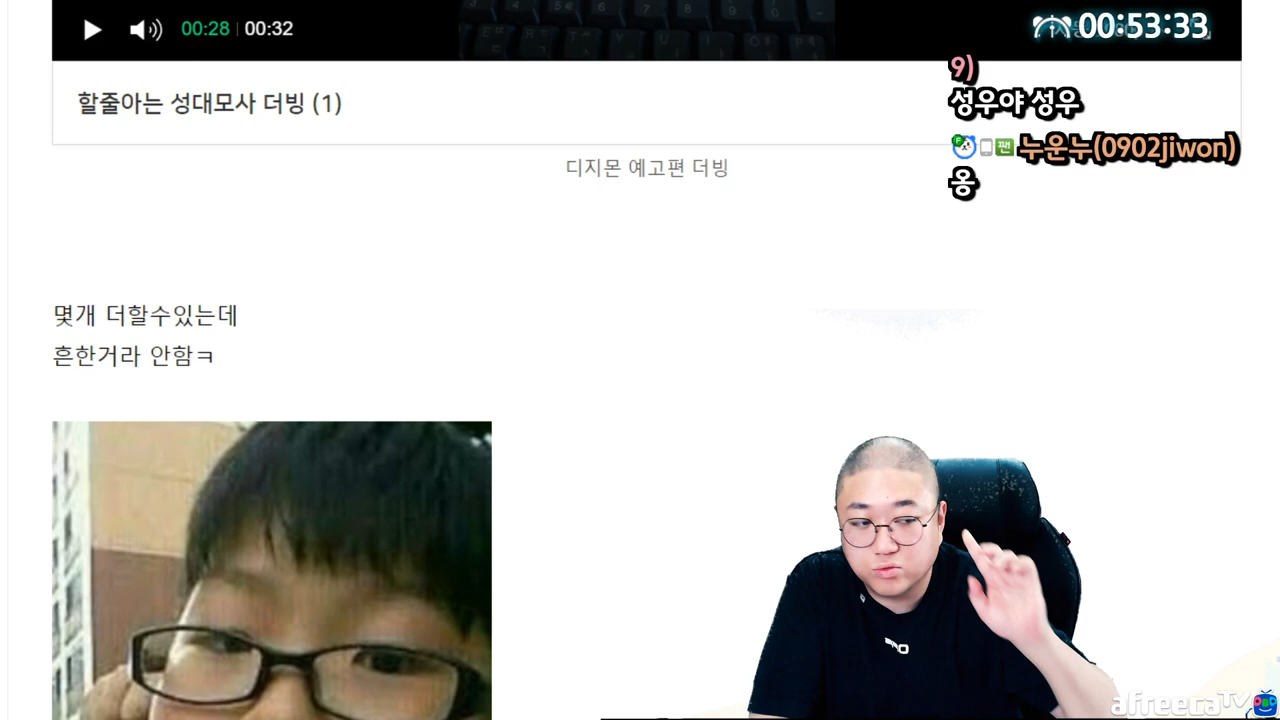 00:28 00:32
00:53:33
9)
할줄아는 성대모사 더빙 (1)
성우야 성우
누운누(0902jiwon)
옹
디지몬 예고편 더빙
몇개 더할수있는데
흔한거라 안함ㅋ
afreecaTV